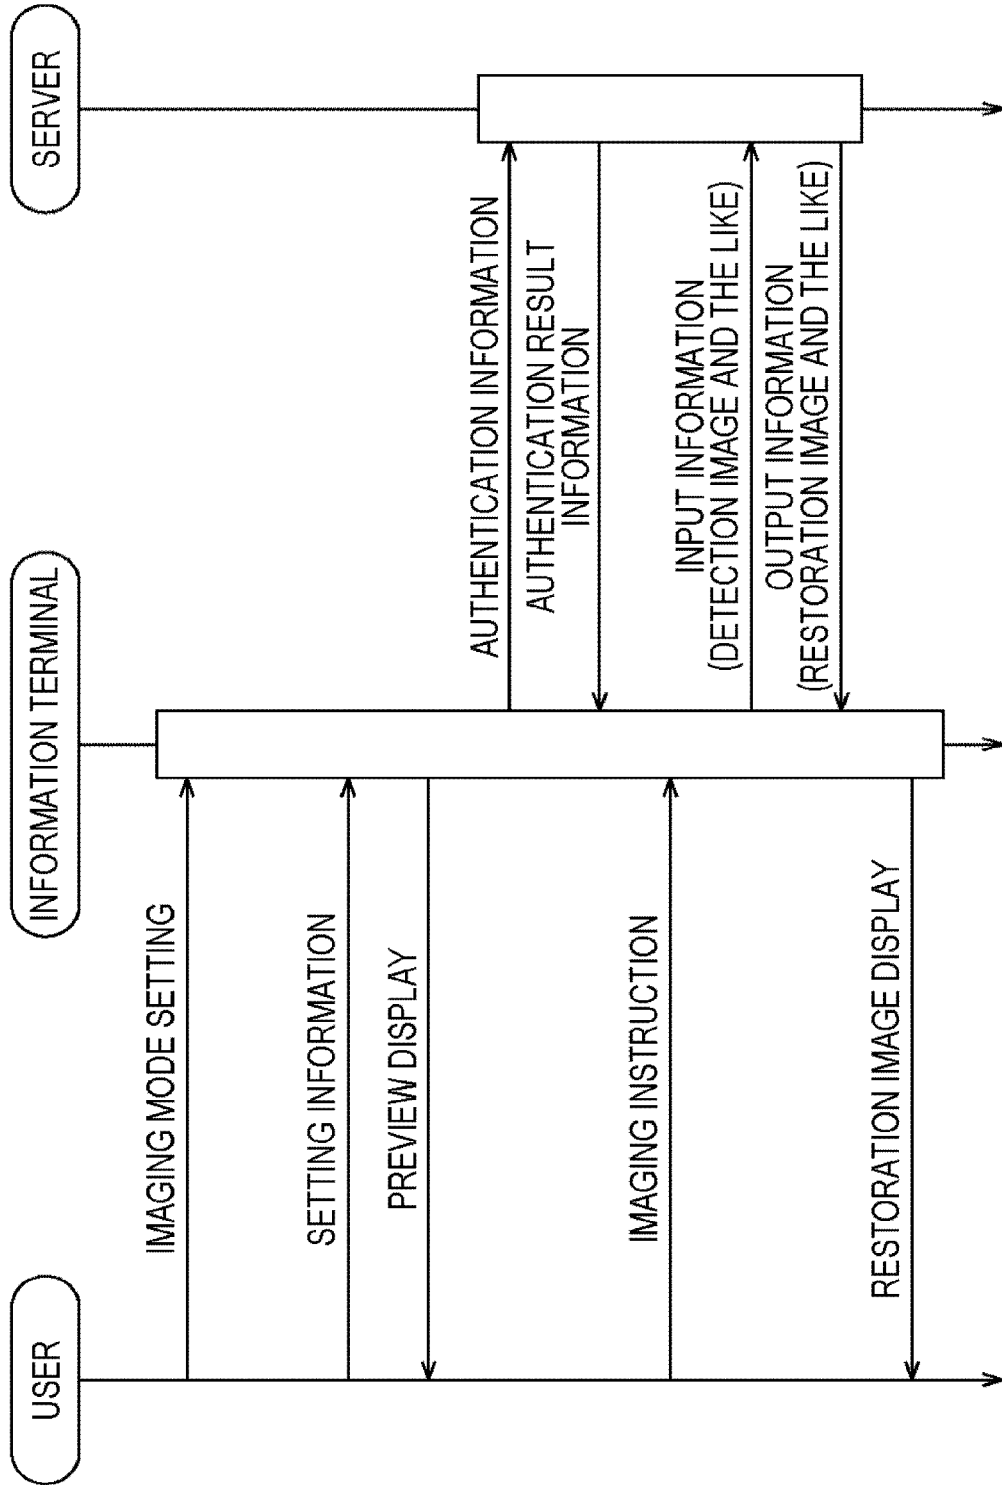 USER
INFORMATION TERMINAL
SERVER
IMAGING MODE SETTING
SETTING INFORMATION
PREVIEW DISPLAY
AUTHENTICATION INFORMATION
AUTHENTICATION RESULT
INFORMATION
IMAGING INSTRUCTION
INPUT INFORMATION
(DETECTION IMAGE AND THE LIKE)
OUTPUT INFORMATION
(RESTORATION IMAGE AND THE LIKE)
RESTORATION IMAGE DISPLAY